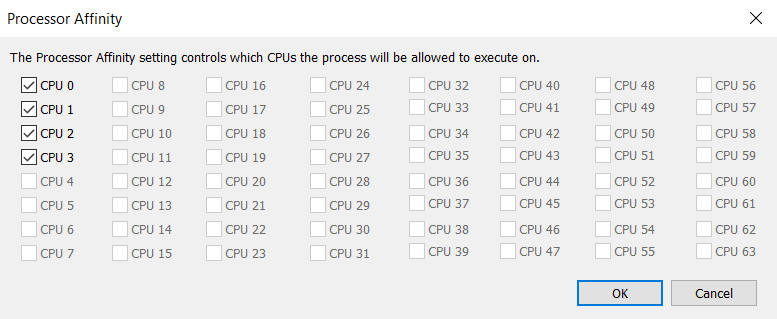 Processor Affinity
The Processor Affinity setting controls which CPUs the process will be allowed to execute on.
CPU 0 CPU 8 CPU 16 CPU 24 CPU 32 CPU 40 CPU 48 CPU 56
CPU 1 CPU 9 CPU 17 CPU 25 CPU 33 CPU 41 CPU 49 CPU 57
CPU 2 CPU 10 CPU 18 CPU 26 CPU 34 CPU 42 CPU 50 CPU 58
CPU 3 CPU 11 CPU 19 CPU 27 CPU 35 CPU 43 CPU 51 CPU 59
CPU 4 CPU 12 CPU 20 CPU 28 CPU 36 CPU 44 CPU 52 CPU 60
CPU 5 CPU 13 CPU 21 CPU 29 CPU 37 CPU 45 CPU 53 CPU 61
CPU 6 CPU 14 CPU 22 CPU 30 CPU 38 CPU 46 CPU 54 CPU 62
CPU 7 CPU 15 CPU 23 CPU 31 CPU 39 CPU 47 CPU 55 CPU 63
OK Cancel